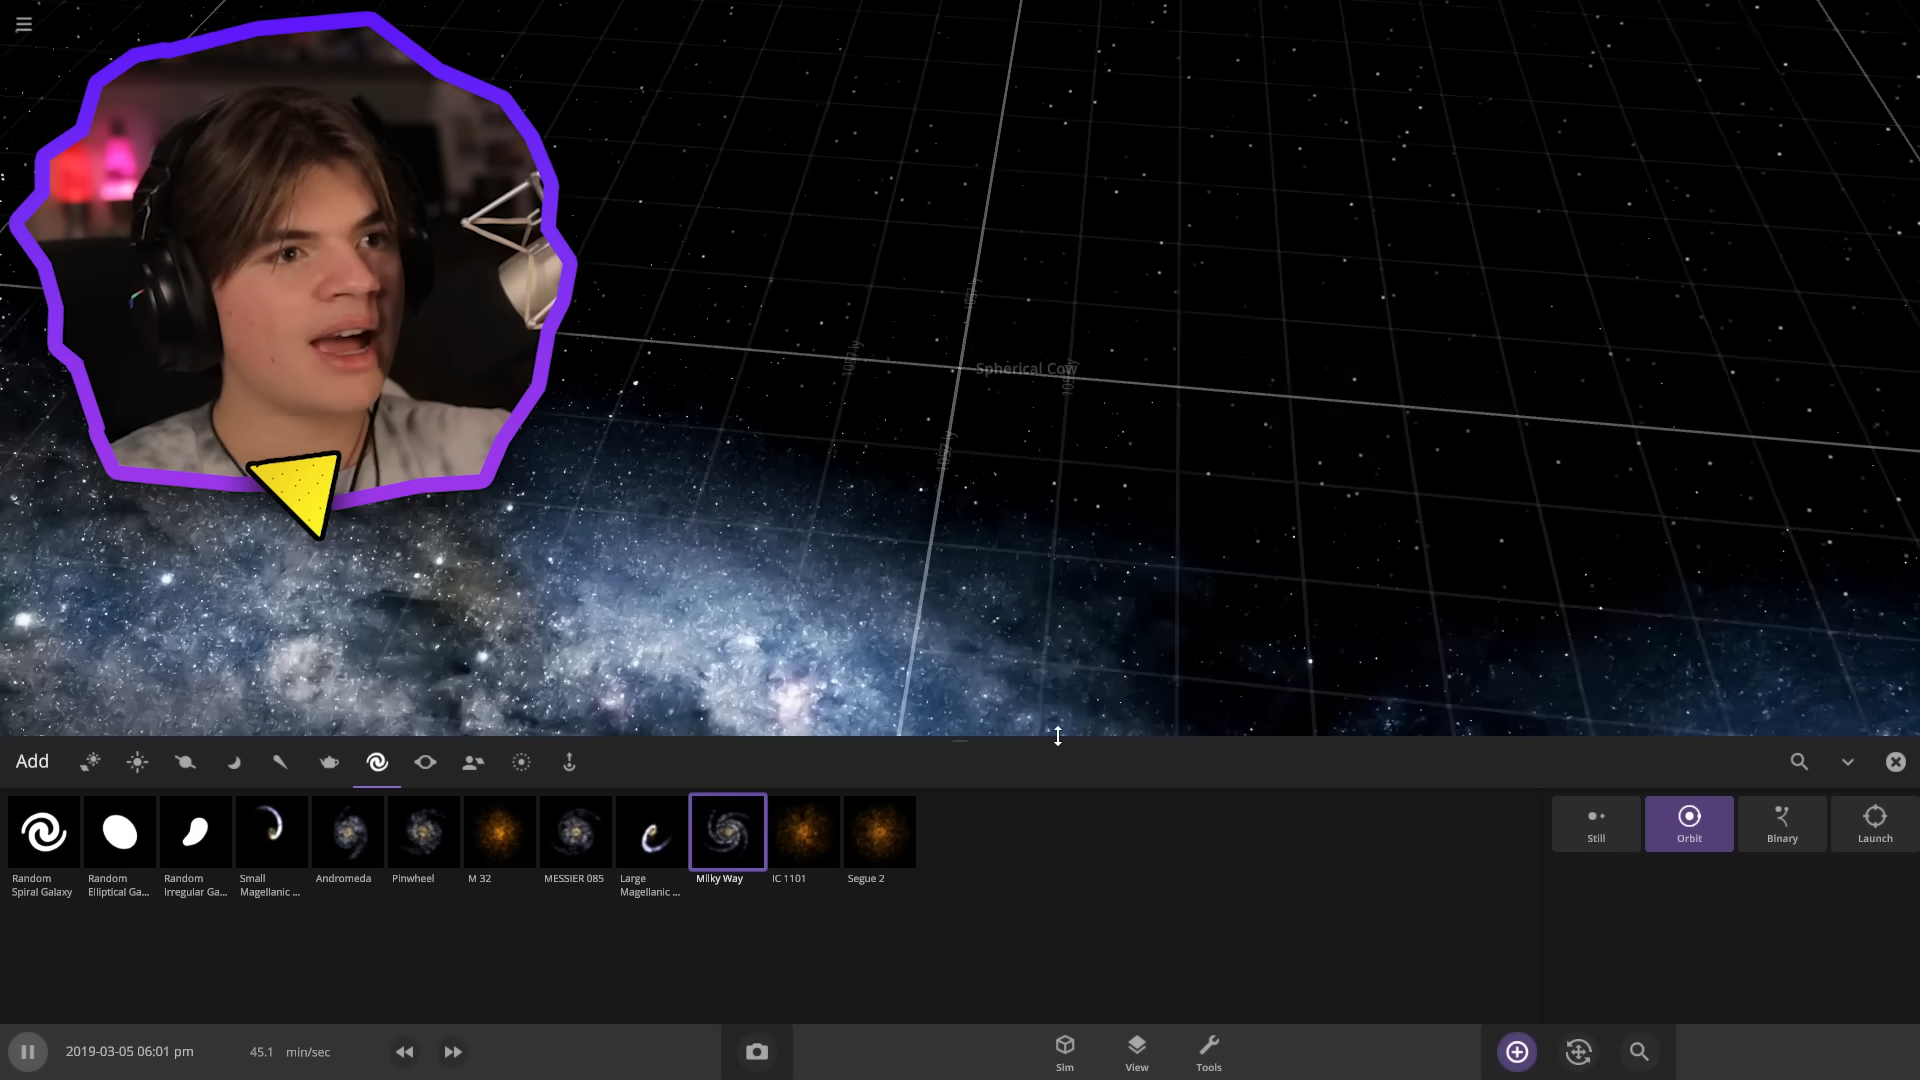 Spherical Cow
Add
Random
Spiral Galaxy
Random
Elliptical Ga...
Random
Irregular Ga...
Small
Magellanic ...
Andromeda
Pinwheel
M 32
MESSIER 085
Large
Magellanic ...
Milky Way
IC 1101
Segue 2
Still
Orbit
Binary
Launch
2019-03-05 06:01 pm
45.1 min/sec
Sim
View
Tools